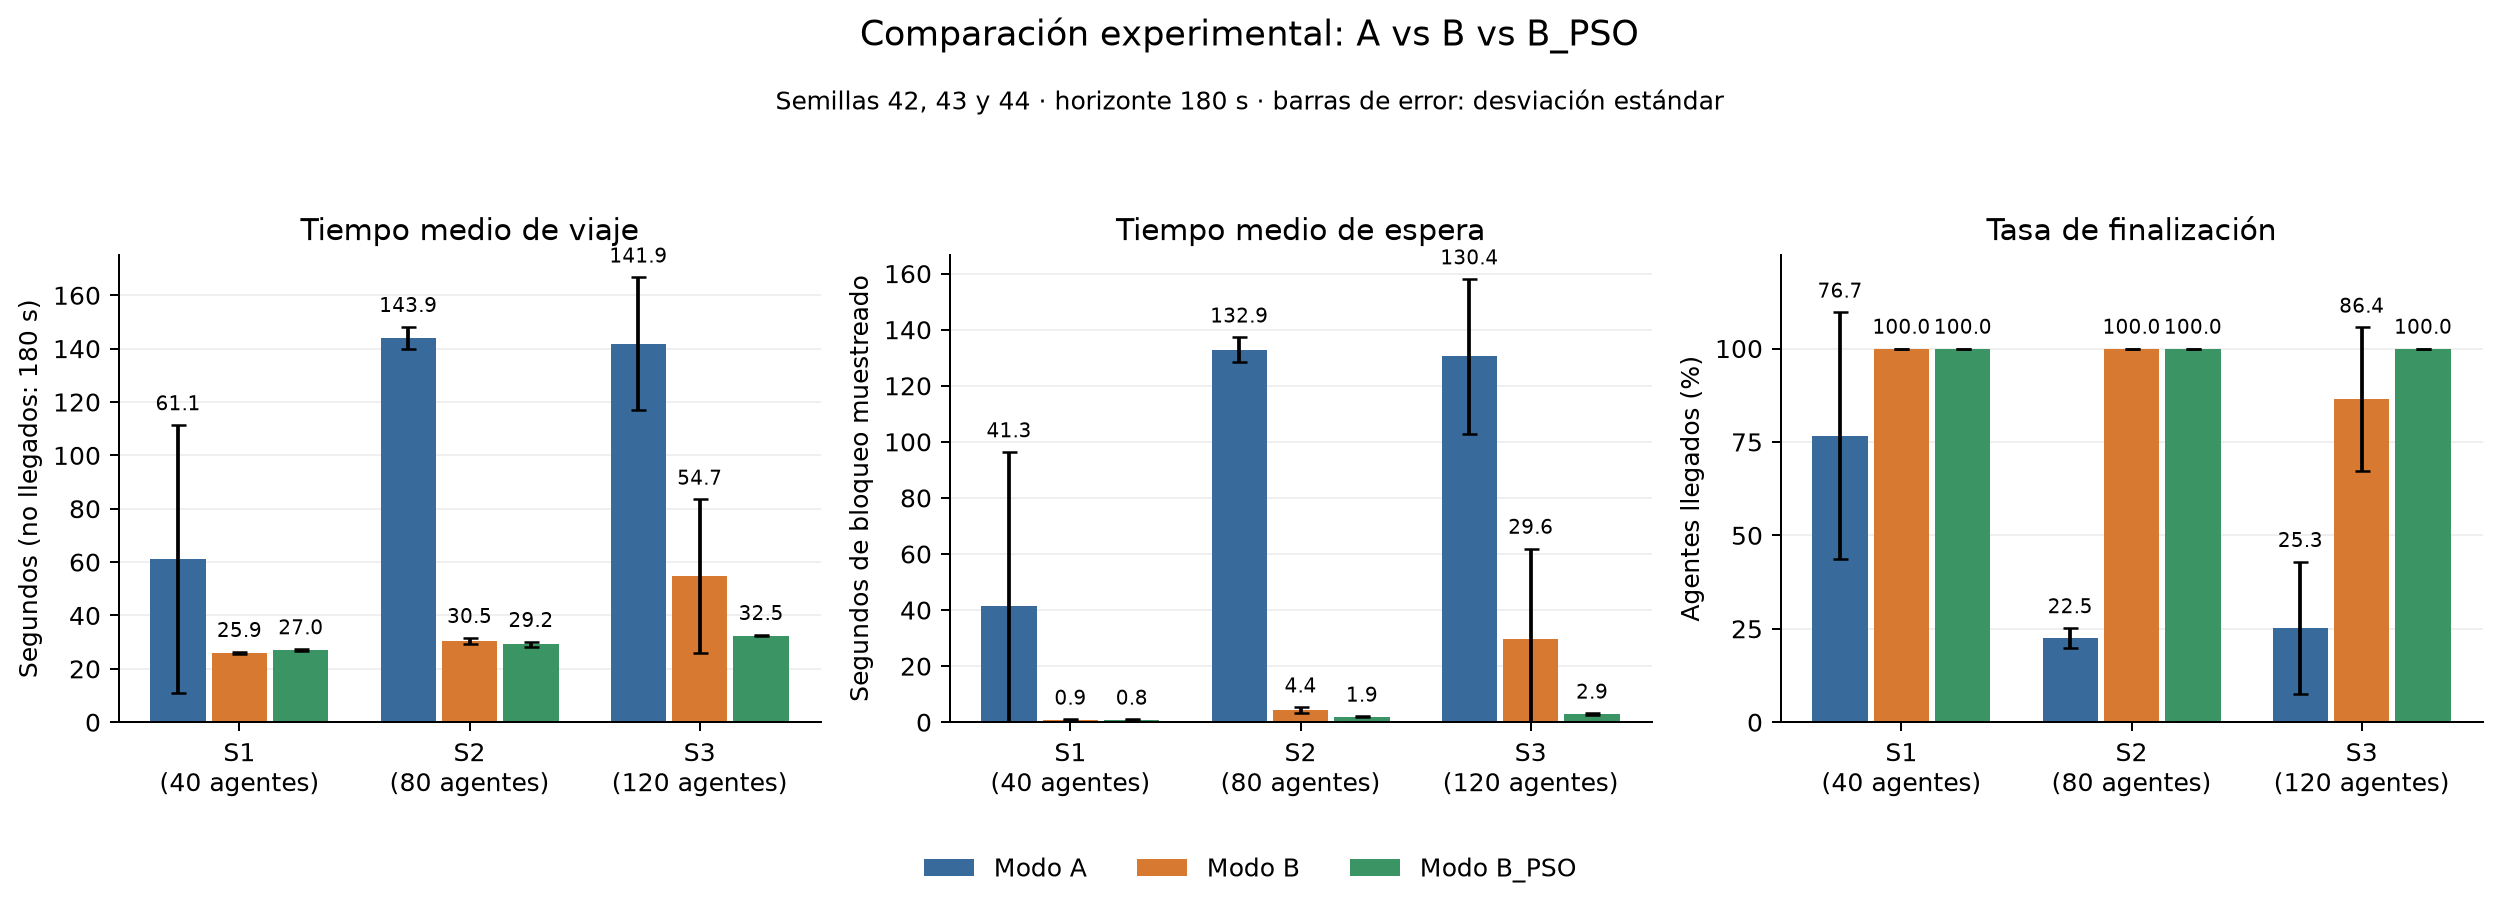 Comparación experimental: A vs B vs B_PSO
Semillas 42, 43 y 44 · horizonte 180 s · barras de error: desviación estándar
Tiempo medio de viaje
Segundos (no llegados: 180 s)
160
140
120
100
80
60
40
20
0
61.1
25.9
27.0
143.9
30.5
29.2
141.9
54.7
32.5
S1
(40 agentes)
S2
(80 agentes)
S3
(120 agentes)
Tiempo medio de espera
Segundos de bloqueo muestreado
160
140
120
100
80
60
40
20
0
41.3
0.9
0.8
132.9
4.4
1.9
130.4
29.6
2.9
S1
(40 agentes)
S2
(80 agentes)
S3
(120 agentes)
Tasa de finalización
Agentes llegados (%)
100
75
50
25
0
76.7
100.0
100.0
22.5
100.0
100.0
25.3
86.4
100.0
S1
(40 agentes)
S2
(80 agentes)
S3
(120 agentes)
Modo A
Modo B
Modo B_PSO